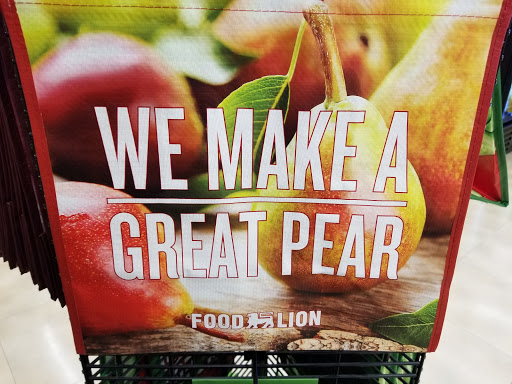 WE MAKE A
GREAT PEAR
FOOD LION